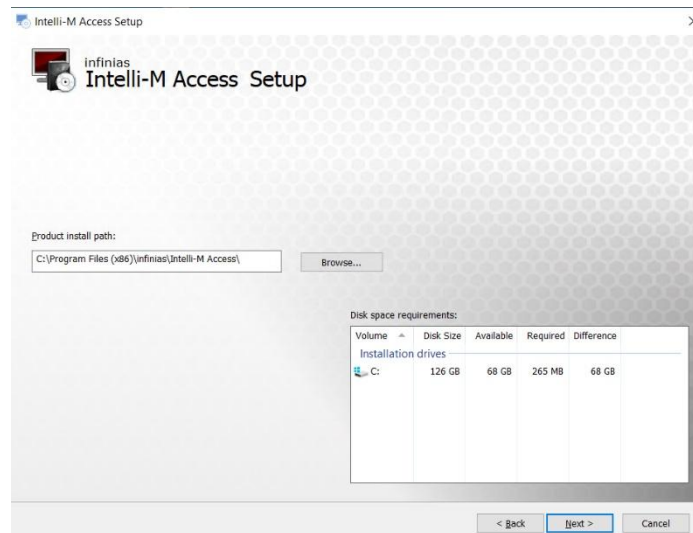 Intelli-M Access Setup
infinias
Intelli-M Access Setup
Product install path:
C:\Program Files (x86)\infinias\Intelli-M Access\
Browse...
Disk space requirements:
Volume Disk Size Available Required Difference
Installation drives
C: 126 GB 68 GB 265 MB 68 GB
< Back Next > Cancel